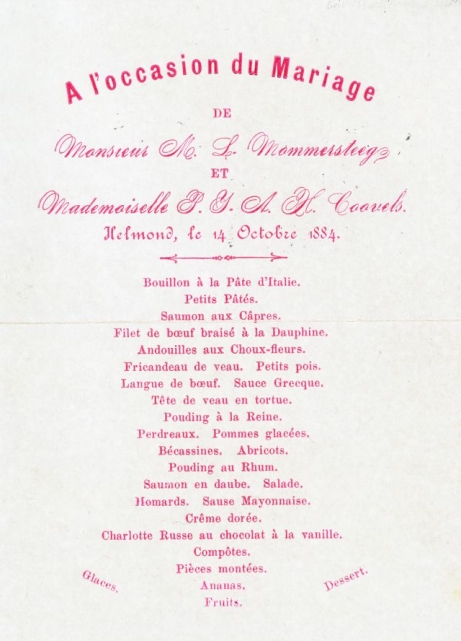 A l'occasion du Mariage
DE
Monsieur M. L. Mommersteeg
ET
Mademoiselle P. J. A. H. Coovels.
Helmond, le 14 Octobre 1884.
Bouillon à la Pâte d'Italie.
Petits Pâtés.
Saumon aux Câpres.
Filet de bœuf braisé à la Dauphine.
Andouilles aux Choux-fleurs.
Fricandeau de veau. Petits pois.
Langue de bœuf. Sauce Grecque.
Tête de veau en tortue.
Pouding à la Reine.
Perdreaux. Pommes glacées.
Bécassines. Abricots.
Pouding au Rhum.
Saumon en daube. Salade.
Homards. Sause Mayonnaise.
Crême dorée.
Charlotte Russe au chocolat à la vanille.
Compôtes.
Pièces montées.
Glaces. Ananas. Dessert.
Fruits.